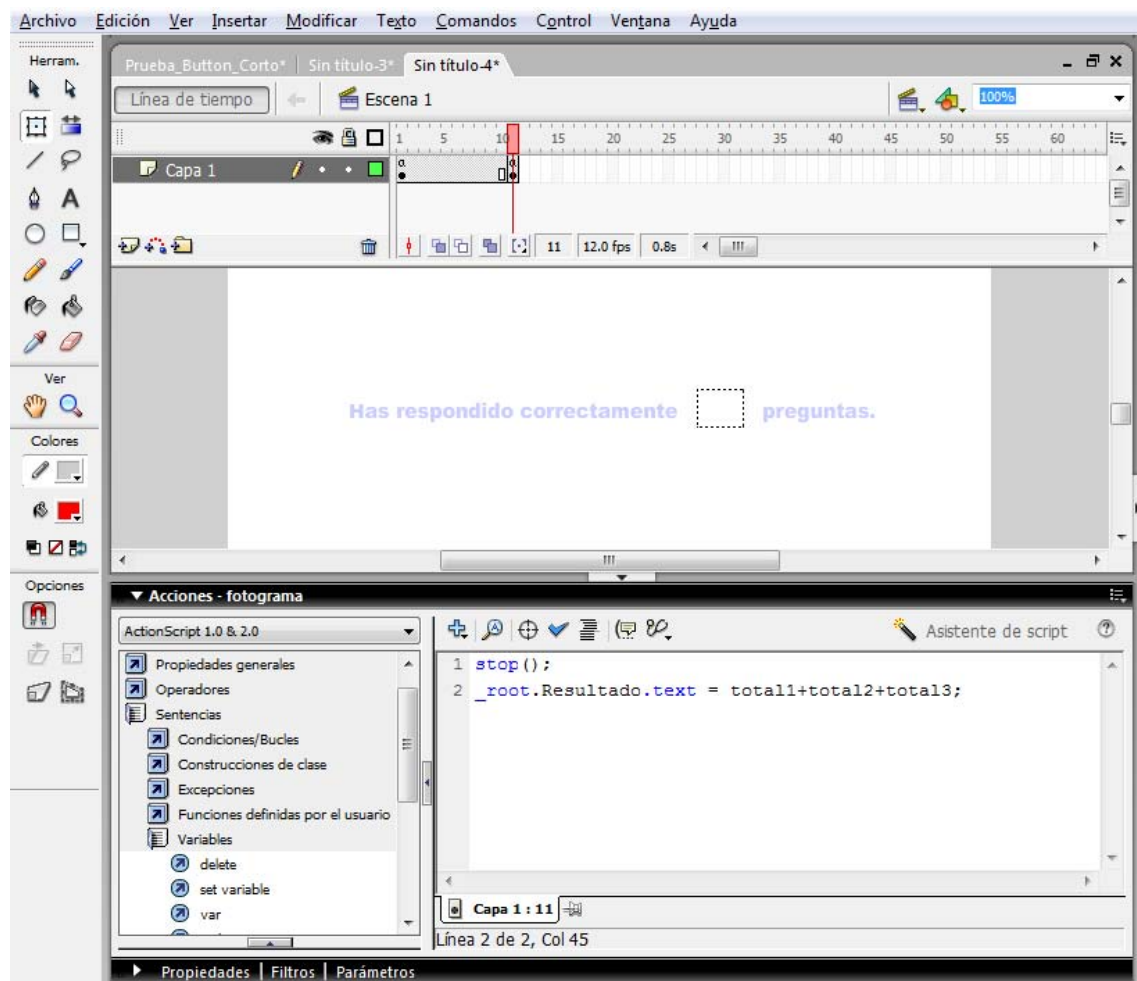 Archivo Edición Ver Insertar Modificar Texto Comandos Control Ventana Ayuda
Herram.
Prueba_Button_Corto* Sin título-3* Sin título-4*
Línea de tiempo Escena 1 100%
1 5 10 15 20 25 30 35 40 45 50 55 60
Capa 1
11 12.0 fps 0.8s
Ver
Has respondido correctamente preguntas.
Colores
Opciones
Acciones - fotograma
ActionScript 1.0 & 2.0 Asistente de script
Propiedades generales
Operadores
Sentencias
Condiciones/Bucles
Construcciones de clase
Excepciones
Funciones definidas por el usuario
Variables
delete
set variable
var
1 stop();
2 _root.Resultado.text = total1+total2+total3;
Capa 1 : 11
Línea 2 de 2, Col 45
Propiedades Filtros Parámetros